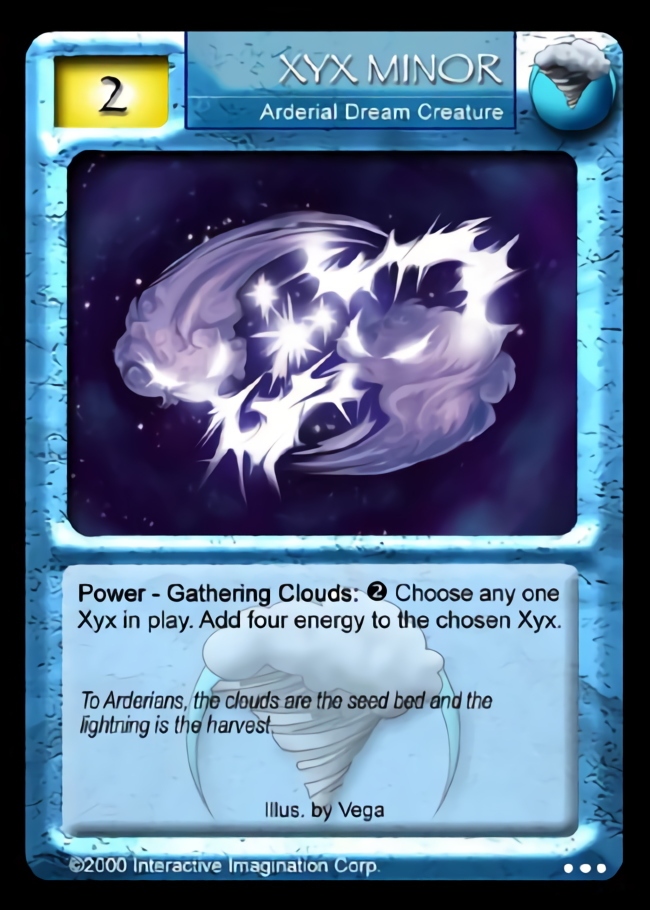 2
XYX MINOR
Arderial Dream Creature
Power - Gathering Clouds: ❷ Choose any one
Xyx in play. Add four energy to the chosen Xyx.
To Arderians, the clouds are the seed bed and the
lightning is the harvest.
Illus. by Vega
©2000 Interactive Imagination Corp.